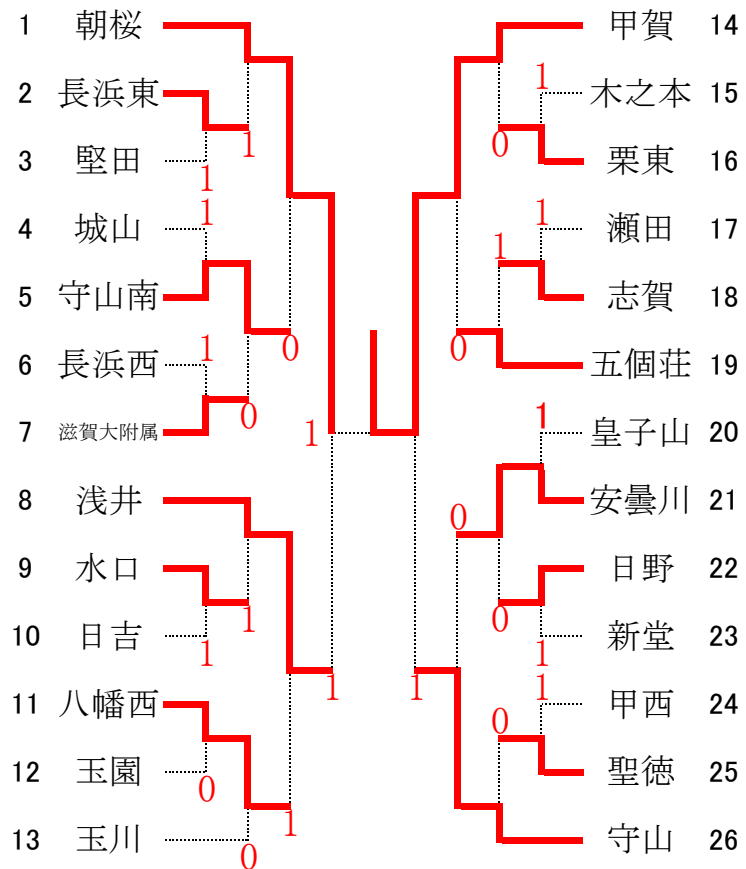 1 朝桜
2 長浜東
3 堅田
1
1
1
4 城山
5 守山南
6 長浜西
1
0
0
7 滋賀大附属
1
8 浅井
9 水口
10 日吉
1
1
1
11 八幡西
12 玉園
0
1
13 玉川
0
甲賀 14
1
木之本 15
0
栗東 16
1
瀬田 17
1
志賀 18
0
五個荘 19
1
皇子山 20
安曇川 21
0
日野 22
0
新堂 23
1
1
1
甲西 24
0
聖徳 25
守山 26